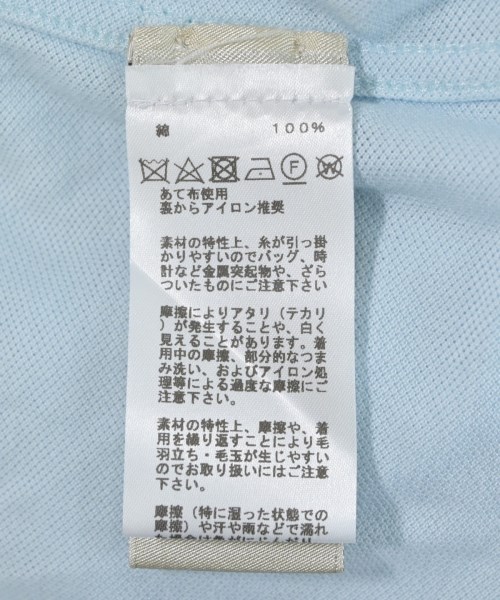 綿 100%
F W
あて布使用
裏からアイロン推奨
素材の特性上、糸が引っ掛
かりやすいのでバッグ、時
計など金属突起物や、ざら
ついたものにご注意下さい
摩擦によりアタリ（テカリ
）が発生することや、白く
見えることがあります。着
用中の摩擦、部分的なつま
み洗い、およびアイロン処
理等による過度な摩擦にご
注意下さい。
素材の特性上、摩擦や、着
用を繰り返すことにより毛
羽立ち・毛玉が生じやすい
のでお取り扱いにはご注意
下さい。
摩擦（特に湿った状態での
摩擦）や汗や雨などで濡れ